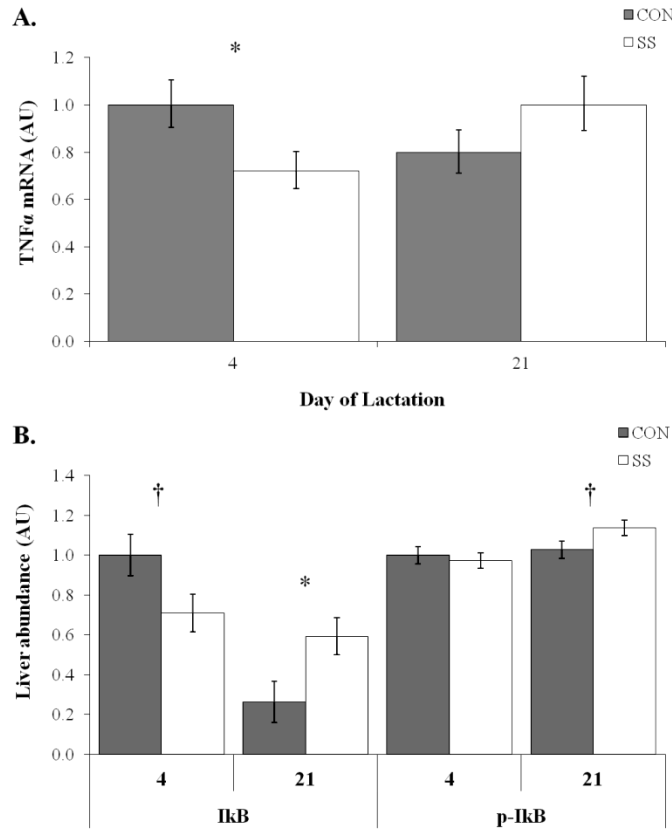 A.
CON
SS
1.2
*
1.0
0.8
0.6
0.4
0.2
0.0
TNFα mRNA (AU)
4 21
Day of Lactation
B.
CON
SS
1.4
† †
1.2
1.0
*
0.8
0.6
0.4
0.2
0.0
Liver abundance (AU)
4 21 4 21
IkB p-IkB